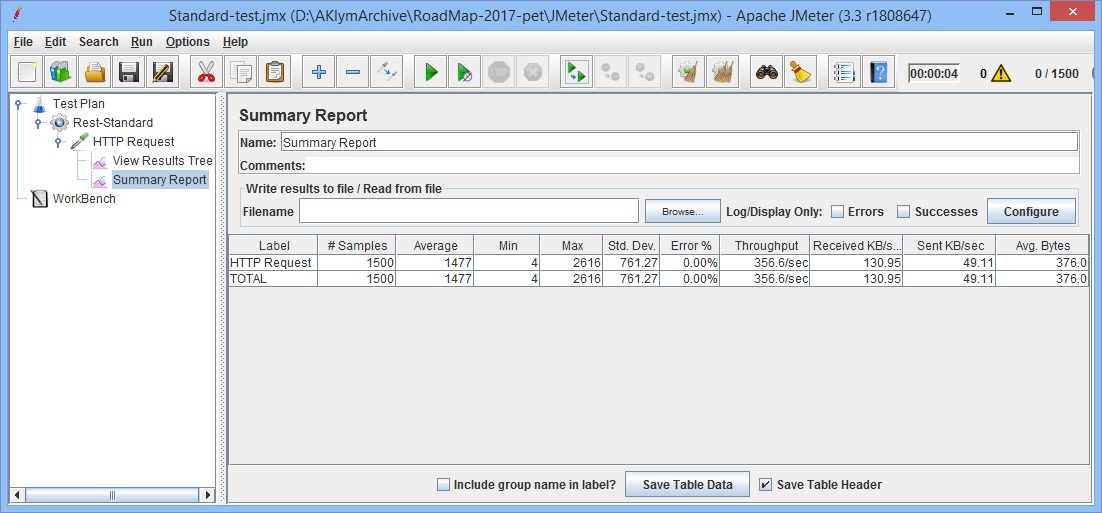 Standard-test.jmx (D:\AKlymArchive\RoadMap-2017-pet\JMeter\Standard-test.jmx) - Apache JMeter (3.3 r1808647)
File Edit Search Run Options Help
STOP 00:00:04 0 0 / 1500
Test Plan
Rest-Standard
HTTP Request
View Results Tree
Summary Report
WorkBench
Summary Report
Name: Summary Report
Comments:
Write results to file / Read from file
Filename Browse... Log/Display Only: Errors Successes Configure
Label # Samples Average Min Max Std. Dev. Error % Throughput Received KB/s... Sent KB/sec Avg. Bytes
HTTP Request 1500 1477 4 2616 761.27 0.00% 356.6/sec 130.95 49.11 376.0
TOTAL 1500 1477 4 2616 761.27 0.00% 356.6/sec 130.95 49.11 376.0
Include group name in label? Save Table Data Save Table Header